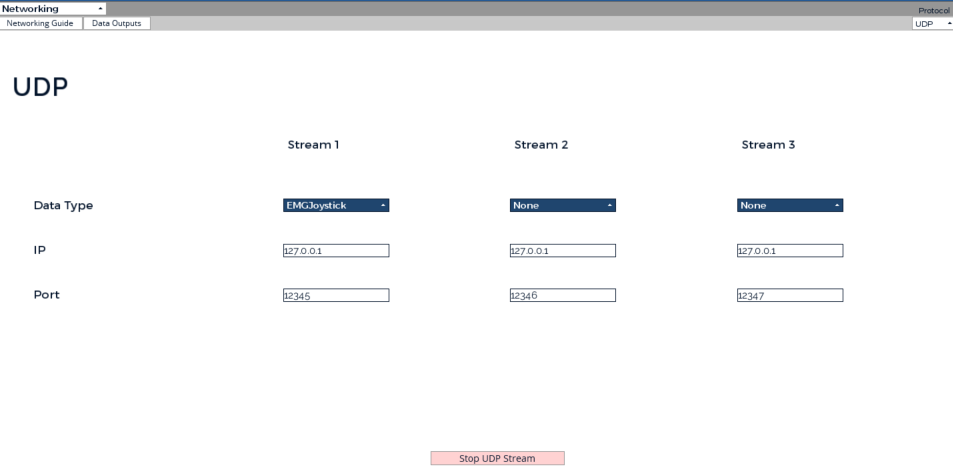 Networking
Protocol
Networking Guide Data Outputs
UDP
UDP
Stream 1 Stream 2 Stream 3
Data Type EMGJoystick None None
IP 127.0.0.1 127.0.0.1 127.0.0.1
Port 12345 12346 12347
Stop UDP Stream